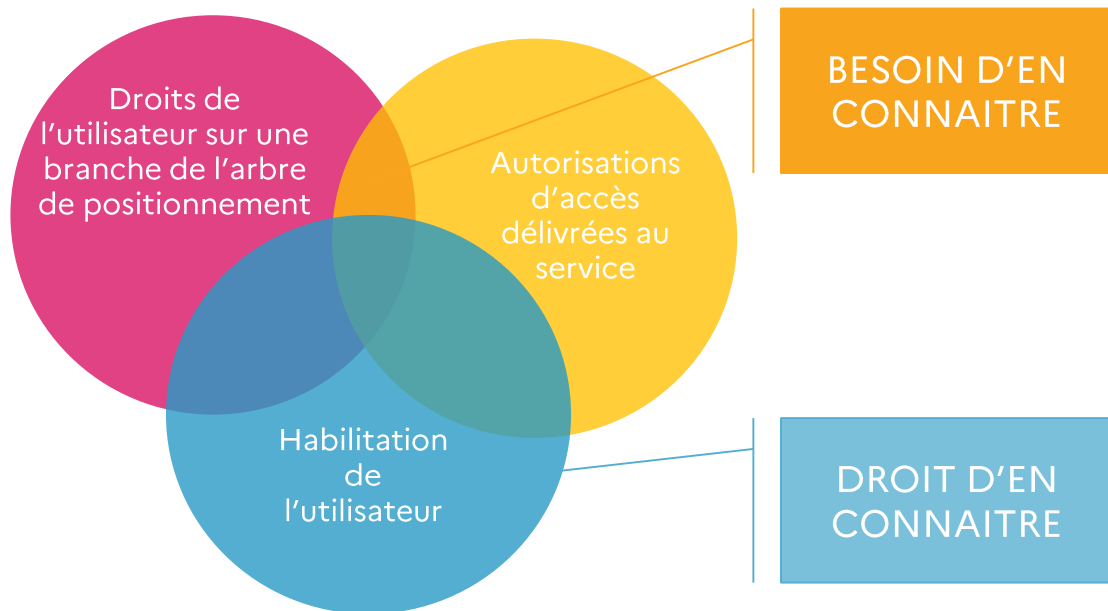 Droits de
l'utilisateur sur une
branche de l'arbre
de positionnement
Autorisations
d'accès
délivrées au
service
Habilitation
de
l'utilisateur
BESOIN D'EN
CONNAITRE
DROIT D'EN
CONNAITRE